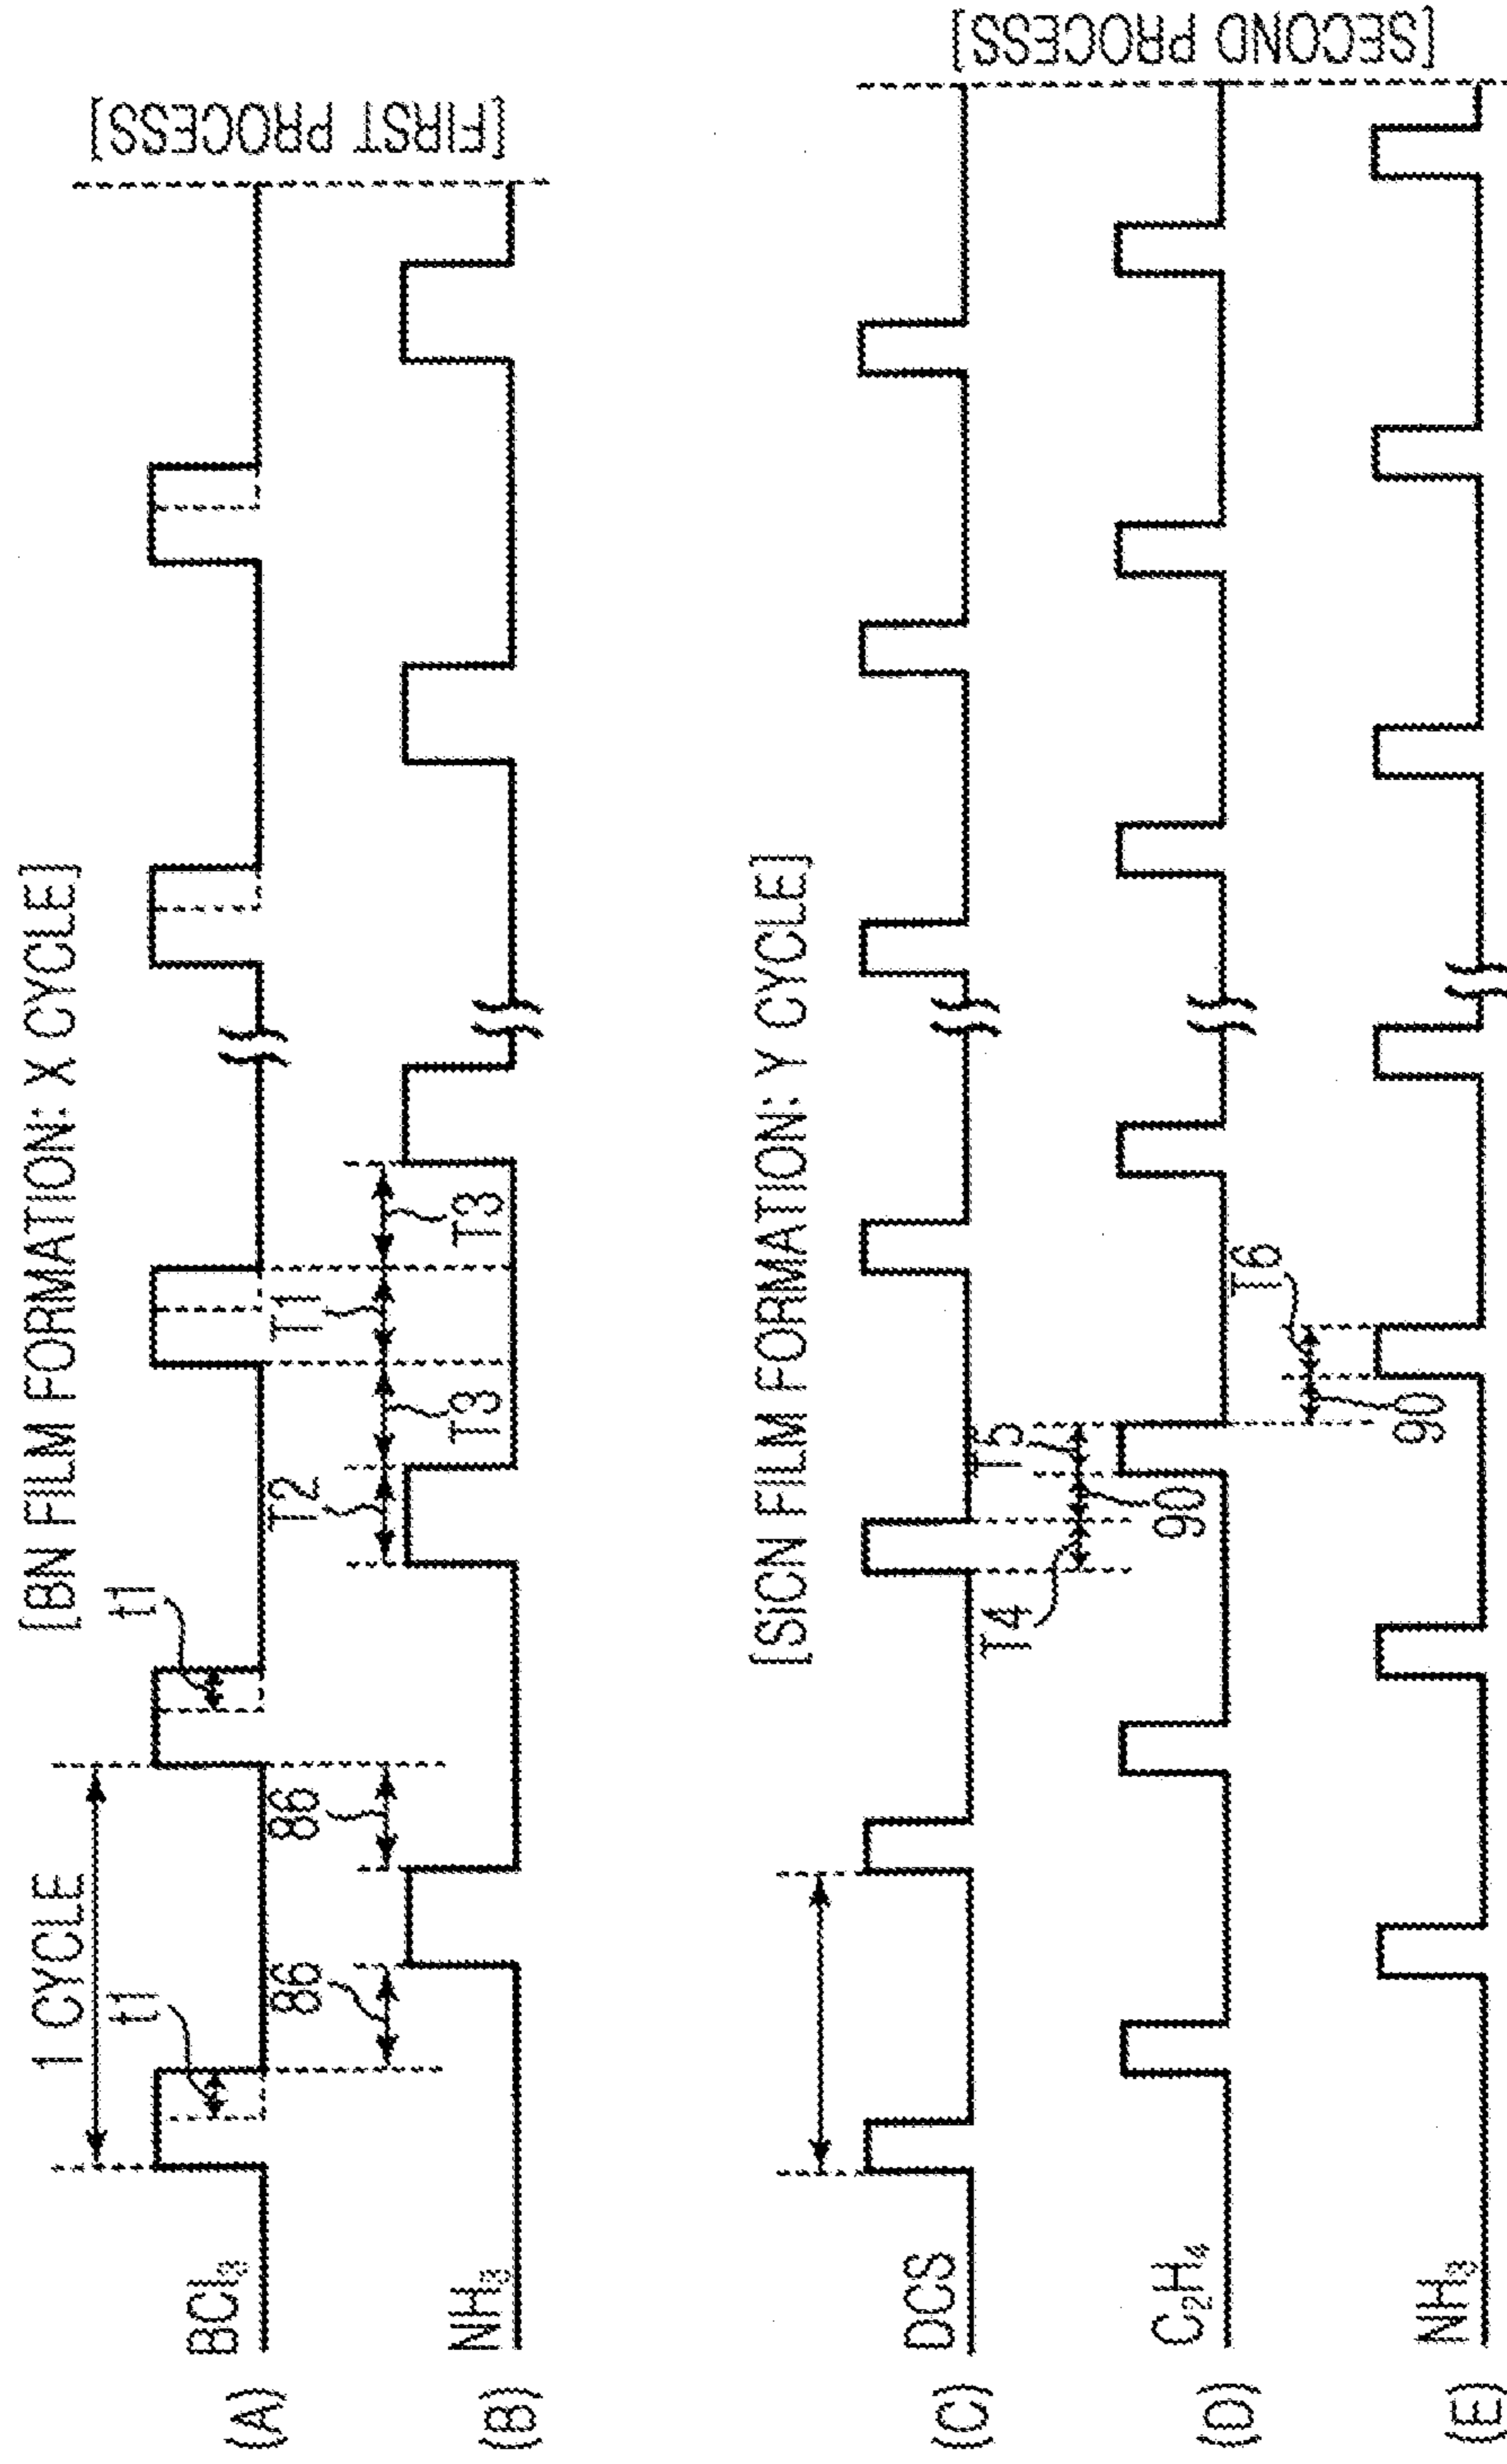 [BN FILM FORMATION: X CYCLE]
1 CYCLE
t1
t1
(A) BCl₃
86
86
T2
T3
T1
T3
(B) NH₃
[FIRST PROCESS]
[SiCN FILM FORMATION: Y CYCLE]
(C) DCS
T4
90
T5
(D) C₂H₄
90
T6
(E) NH₃
[SECOND PROCESS]